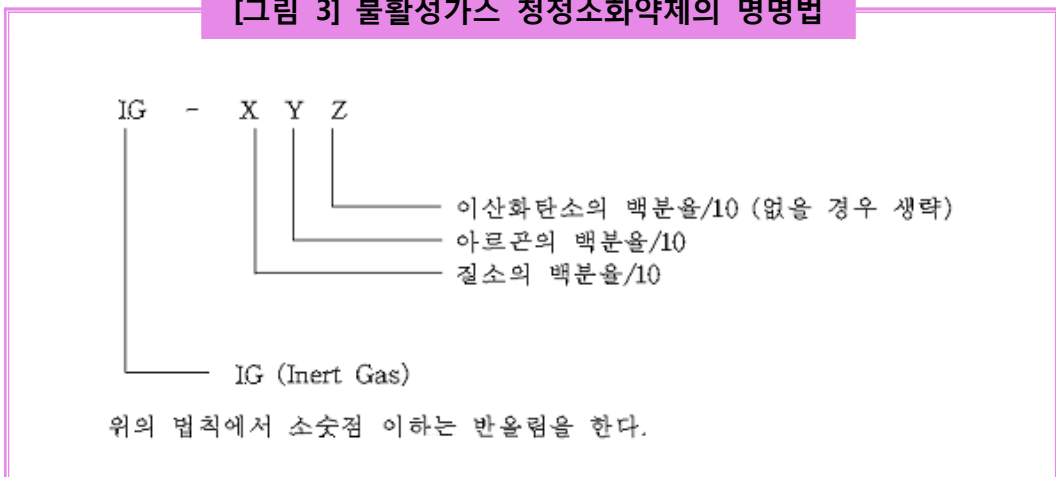 [그림 3] 불활성가스 청정소화약제의 명명법
IG - X Y Z
이산화탄소의 백분율/10 (없을 경우 생략)
아르곤의 백분율/10
질소의 백분율/10
IG (Inert Gas)
위의 법칙에서 소숫점 이하는 반올림을 한다.